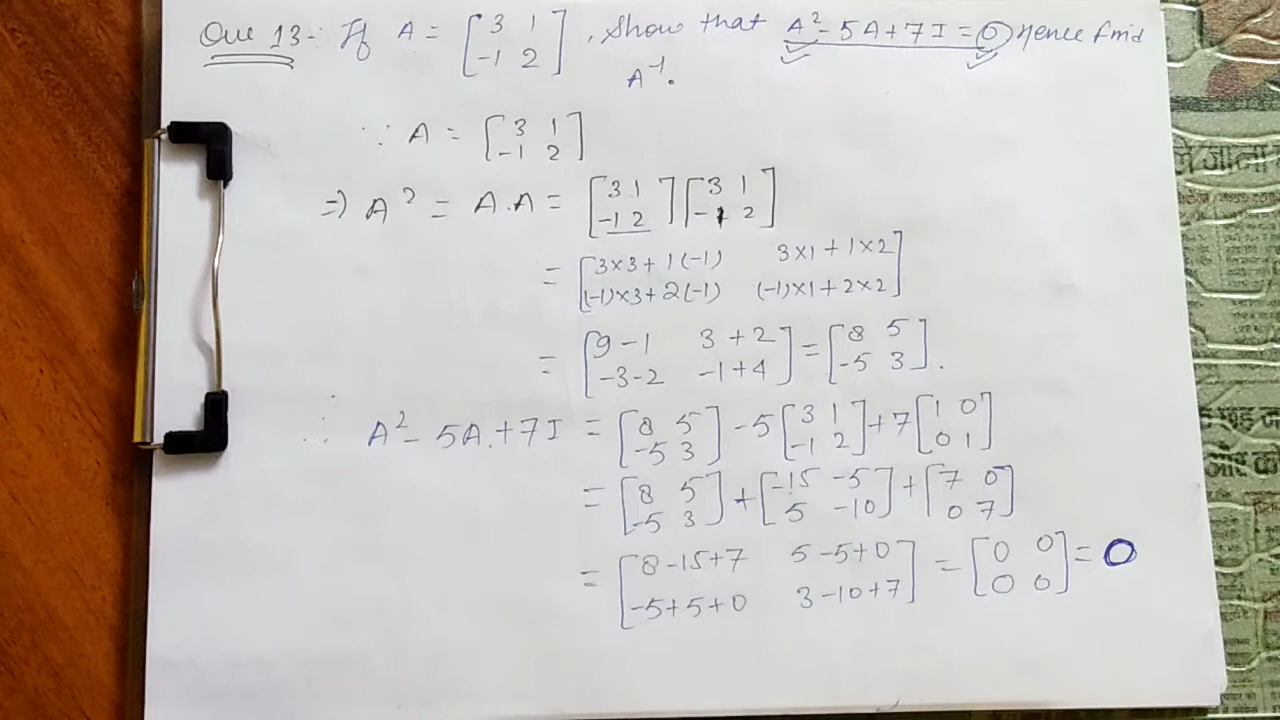 Que 13:- If A = [3 1 -1 2], Show that A² - 5A + 7I = 0 hence find
A⁻¹.
∵ A = [3 1 -1 2]
⇒ A² = A.A = [3 1 -1 2] [3 1 -1 2]
= [3×3+1(-1) 3×1+1×2 (-1)×3+2(-1) (-1)×1+2×2]
= [9-1 3+2 -3-2 -1+4] = [8 5 -5 3].
∴ A² - 5A + 7I = [8 5 -5 3] - 5 [3 1 -1 2] + 7 [1 0 0 1]
= [8 5 -5 3] + [-15 -5 5 -10] + [7 0 0 7]
= [8-15+7 5-5+0 -5+5+0 3-10+7] = [0 0 0 0] = 0